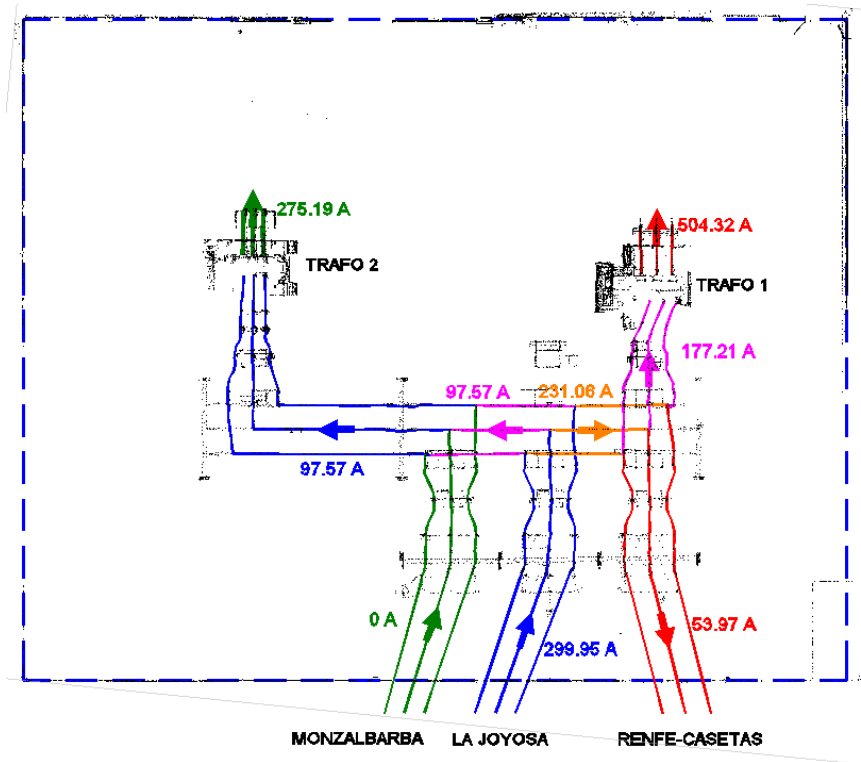 275.19 A
504.32 A
TRAFO 2
TRAFO 1
177.21 A
97.57 A
231.06 A
97.57 A
0 A
53.97 A
299.95 A
MONZALBARBA
LA JOYOSA
RENFE-CASETAS